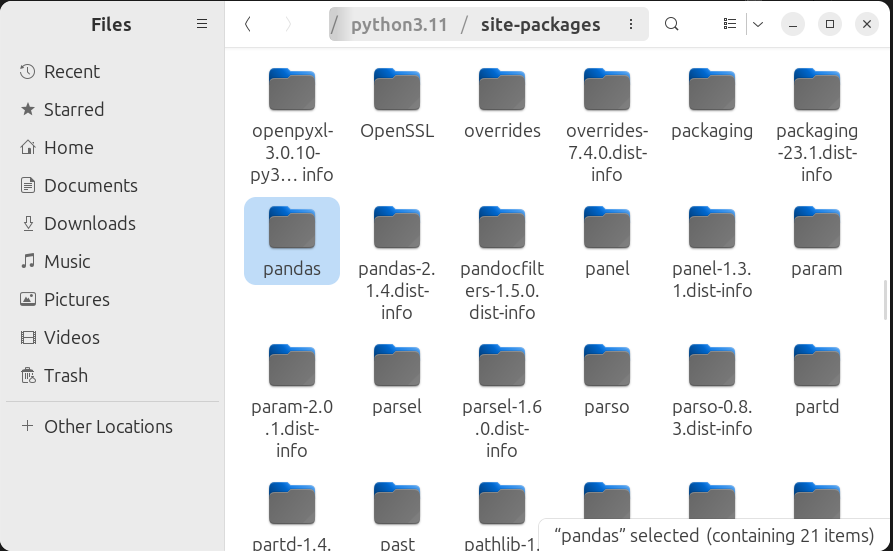 Files
/ python3.11 / site-packages
Recent
Starred
Home
Documents
Downloads
Music
Pictures
Videos
Trash
Other Locations
openpyxl-
3.0.10-
py3… info
OpenSSL
overrides
overrides-
7.4.0.dist-
info
packaging
packaging
-23.1.dist-
info
pandas
pandas-2.
1.4.dist-
info
pandocfilt
ers-1.5.0.
dist-info
panel
panel-1.3.
1.dist-info
param
param-2.0
.1.dist-
info
parsel
parsel-1.6
.0.dist-
info
parso
parso-0.8.
3.dist-info
partd
partd-1.4.
past
pathlib-1.
“pandas” selected (containing 21 items)